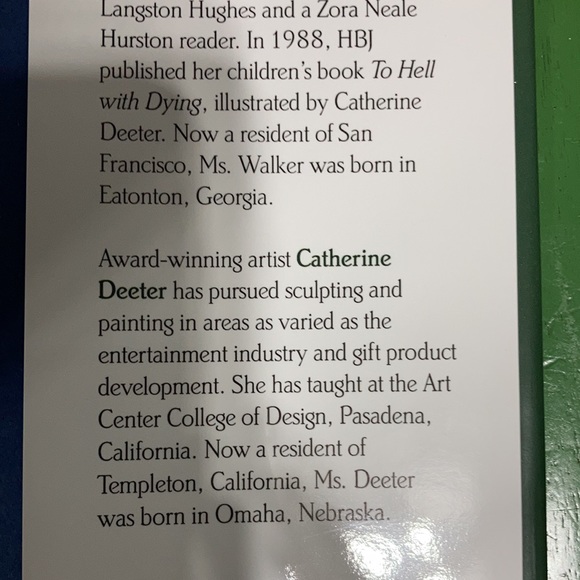 Langston Hughes and a Zora Neale
Hurston reader. In 1988, HBJ
published her children's book To Hell
with Dying, illustrated by Catherine
Deeter. Now a resident of San
Francisco, Ms. Walker was born in
Eatonton, Georgia.
Award-winning artist Catherine
Deeter has pursued sculpting and
painting in areas as varied as the
entertainment industry and gift product
development. She has taught at the Art
Center College of Design, Pasadena,
California. Now a resident of
Templeton, California, Ms. Deeter
was born in Omaha, Nebraska.